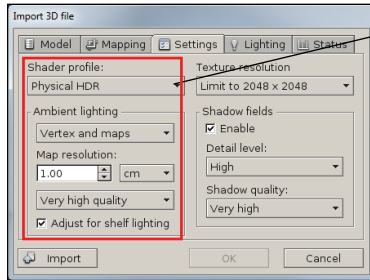 Import 3D file
Model Mapping Settings Lighting Status
Shader profile:
Physical HDR
Texture resolution
Limit to 2048 x 2048
Ambient lighting
Vertex and maps
Map resolution:
1.00 cm
Very high quality
Adjust for shelf lighting
Shadow fields
Enable
Detail level:
High
Shadow quality:
Very high
Import OK Cancel